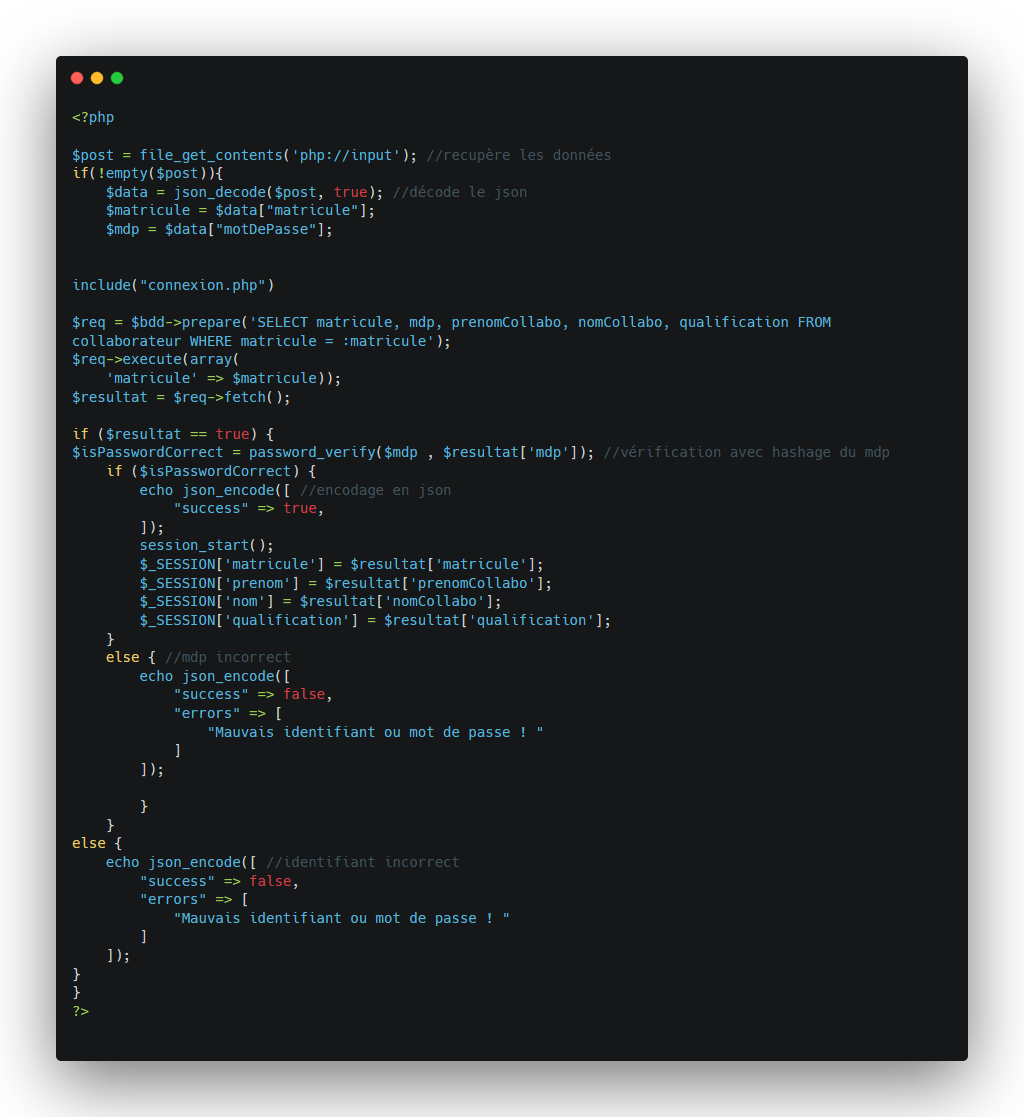 <?php

$post = file_get_contents('php://input'); //recupère les données
if(!empty($post)){
    $data = json_decode($post, true); //décode le json
    $matricule = $data["matricule"];
    $mdp = $data["motDePasse"];


include("connexion.php")

$req = $bdd->prepare('SELECT matricule, mdp, prenomCollabo, nomCollabo, qualification FROM
collaborateur WHERE matricule = :matricule');
$req->execute(array(
    'matricule' => $matricule));
$resultat = $req->fetch();

if ($resultat == true) {
$isPasswordCorrect = password_verify($mdp , $resultat['mdp']); //vérification avec hashage du mdp
    if ($isPasswordCorrect) {
        echo json_encode([ //encodage en json
            "success" => true,
        ]);
        session_start();
        $_SESSION['matricule'] = $resultat['matricule'];
        $_SESSION['prenom'] = $resultat['prenomCollabo'];
        $_SESSION['nom'] = $resultat['nomCollabo'];
        $_SESSION['qualification'] = $resultat['qualification'];
    }
    else { //mdp incorrect
        echo json_encode([
            "success" => false,
            "errors" => [
                "Mauvais identifiant ou mot de passe ! "
            ]
        ]);

        }
    }
else {
    echo json_encode([ //identifiant incorrect
        "success" => false,
        "errors" => [
            "Mauvais identifiant ou mot de passe ! "
        ]
    ]);
}
}
?>